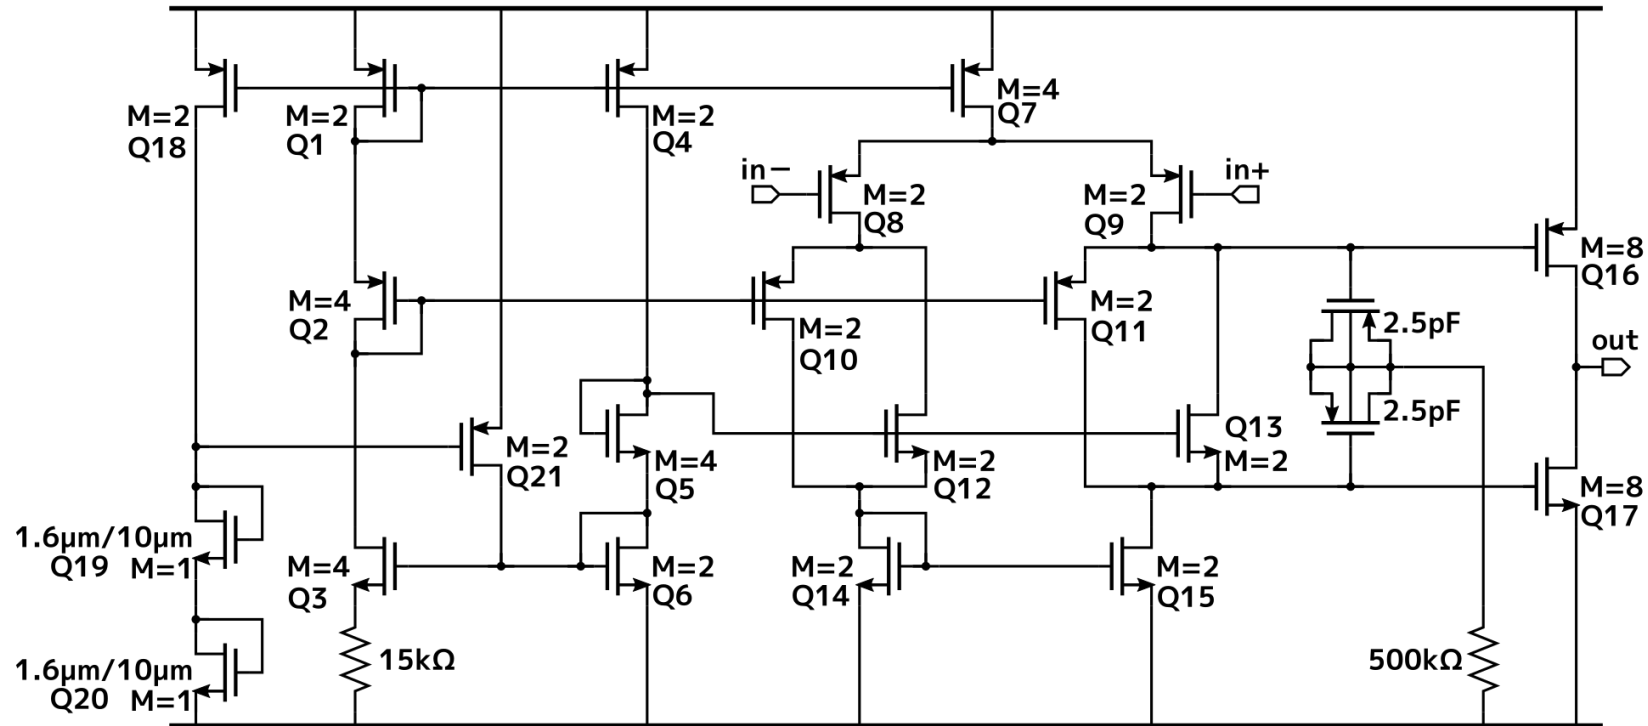 M=2
Q18
M=2
Q1
M=2
Q4
M=4
Q7
in−
M=2
Q8
M=2
Q9
in+
M=4
Q2
M=2
Q10
M=2
Q11
M=8
Q16
2.5pF
out
2.5pF
M=2
Q21
M=4
Q5
M=2
Q12
Q13
M=2
M=8
Q17
1.6μm/10μm
Q19 M=1
M=4
Q3
M=2
Q6
M=2
Q14
M=2
Q15
1.6μm/10μm
Q20 M=1
15kΩ
500kΩ